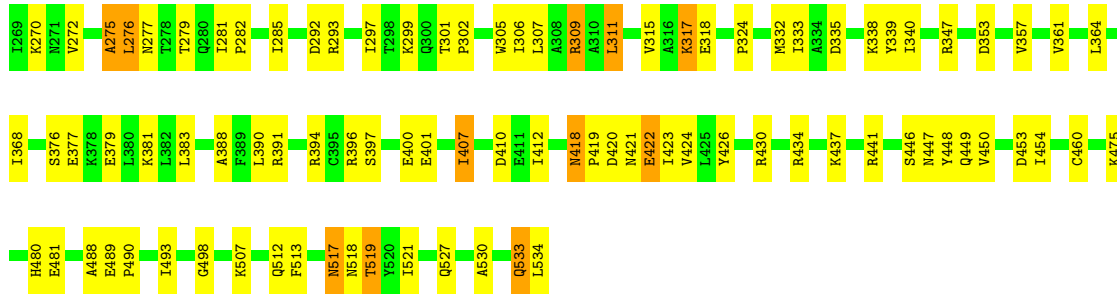 I269 K270 N271 V272 A275 L276 N277 T278 T279 Q280 I281 P282 I285 D292 R293 I297 T298 K299 Q300 T301 P302 W305 I306 L307 A308 R309 A310 L311 V315 A316 K317 E318 P324 M332 I333 A334 D335 K338 Y339 I340 R347 D353 V357 V361 L364
I368 S376 E377 K378 E379 L380 K381 L382 L383 A388 F389 L390 R391 R394 C395 R396 S397 E400 E401 I407 D410 E411 I412 N418 P419 D420 N421 E422 I423 V424 L425 Y426 R430 R434 K437 R441 S446 N447 Y448 Q449 V450 D453 I454 C460 K475
H480 E481 A488 E489 P490 I493 G498 K507 Q512 F513 N517 N518 T519 Y520 I521 Q527 A530 Q533 L534